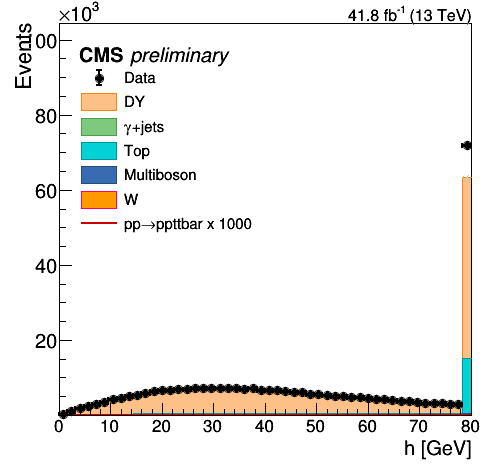 ×10³
41.8 fb⁻¹ (13 TeV)
Events
00
80
60
40
20
CMS preliminary
Data
DY
γ+jets
Top
Multiboson
W
pp→ppttbar x 1000
0 10 20 30 40 50 60 70 80
h [GeV]